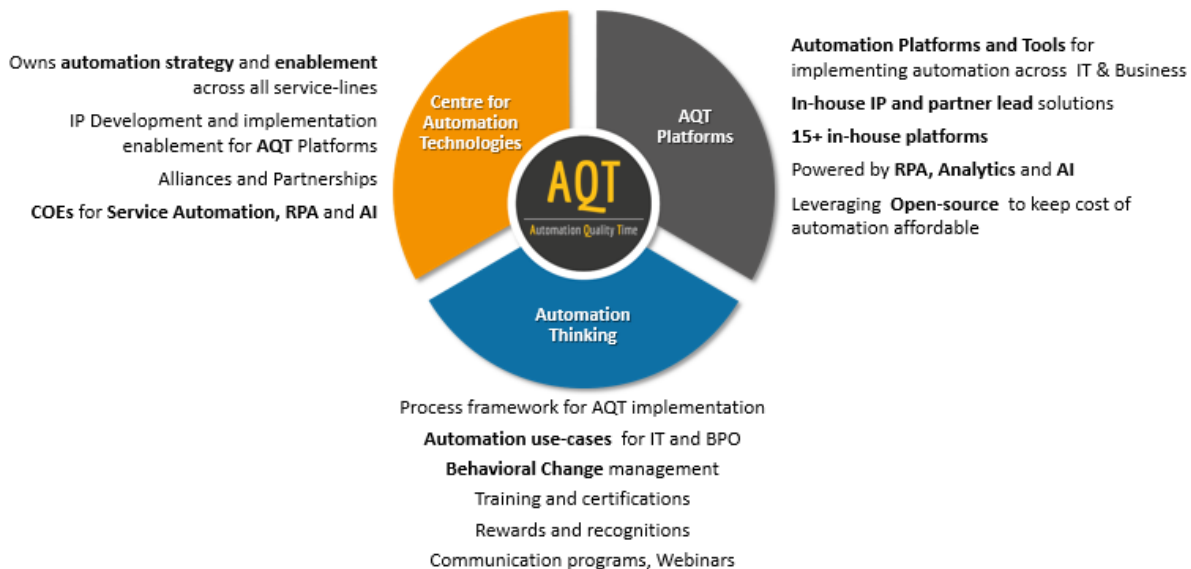 Owns automation strategy and enablement
across all service-lines
IP Development and implementation
enablement for AQT Platforms
Alliances and Partnerships
COEs for Service Automation, RPA and AI
Centre for
Automation
Technologies
AQT
Platforms
AQT
Automation Quality Time
Automation
Thinking
Automation Platforms and Tools for
implementing automation across IT & Business
In-house IP and partner lead solutions
15+ in-house platforms
Powered by RPA, Analytics and AI
Leveraging Open-source to keep cost of
automation affordable
Process framework for AQT implementation
Automation use-cases for IT and BPO
Behavioral Change management
Training and certifications
Rewards and recognitions
Communication programs, Webinars